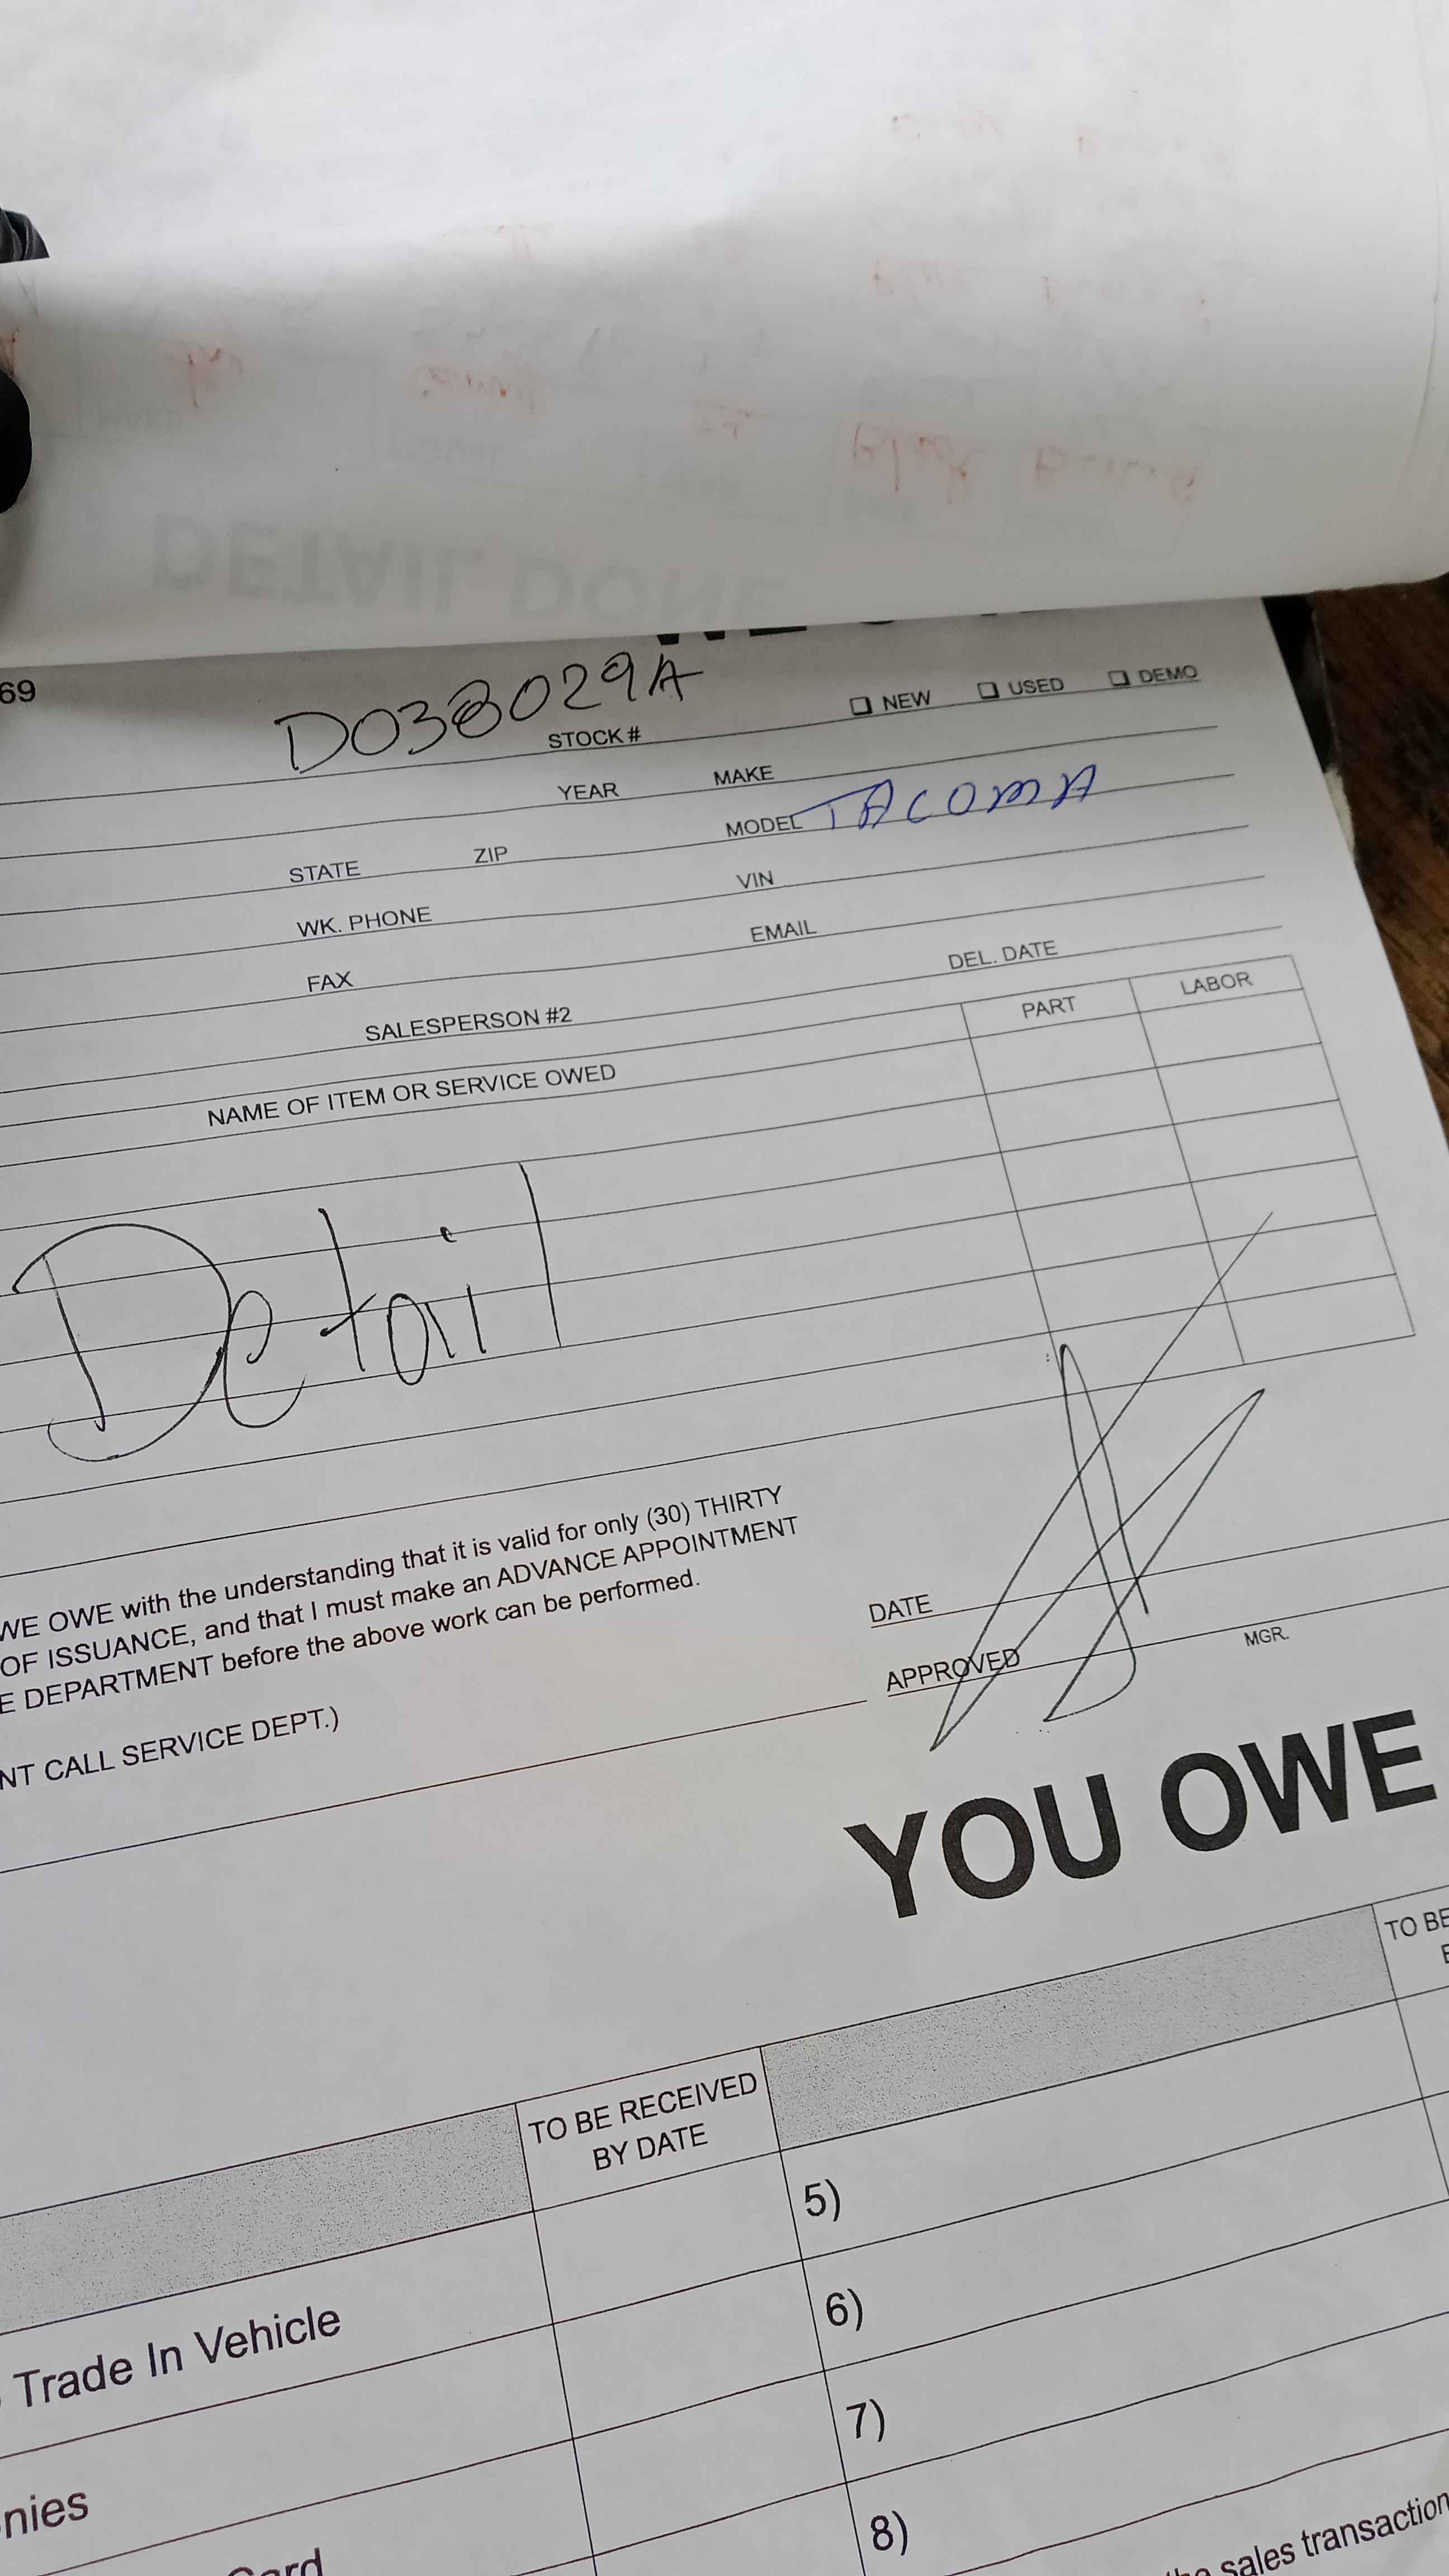 DETAIL DONE
69
D038029A
STOCK # NEW USED DEMO
YEAR MAKE
STATE ZIP MODEL TACOMA
WK. PHONE VIN
FAX EMAIL
SALESPERSON #2 DEL. DATE
NAME OF ITEM OR SERVICE OWED PART LABOR
Detail
WE OWE with the understanding that it is valid for only (30) THIRTY
OF ISSUANCE, and that I must make an ADVANCE APPOINTMENT
E DEPARTMENT before the above work can be performed.
DATE
APPROVED MGR.
NT CALL SERVICE DEPT.)
YOU OWE
TO BE RECEIVED
BY DATE
TO BE
5)
Trade In Vehicle
6)
7)
nies
8)
sales transaction